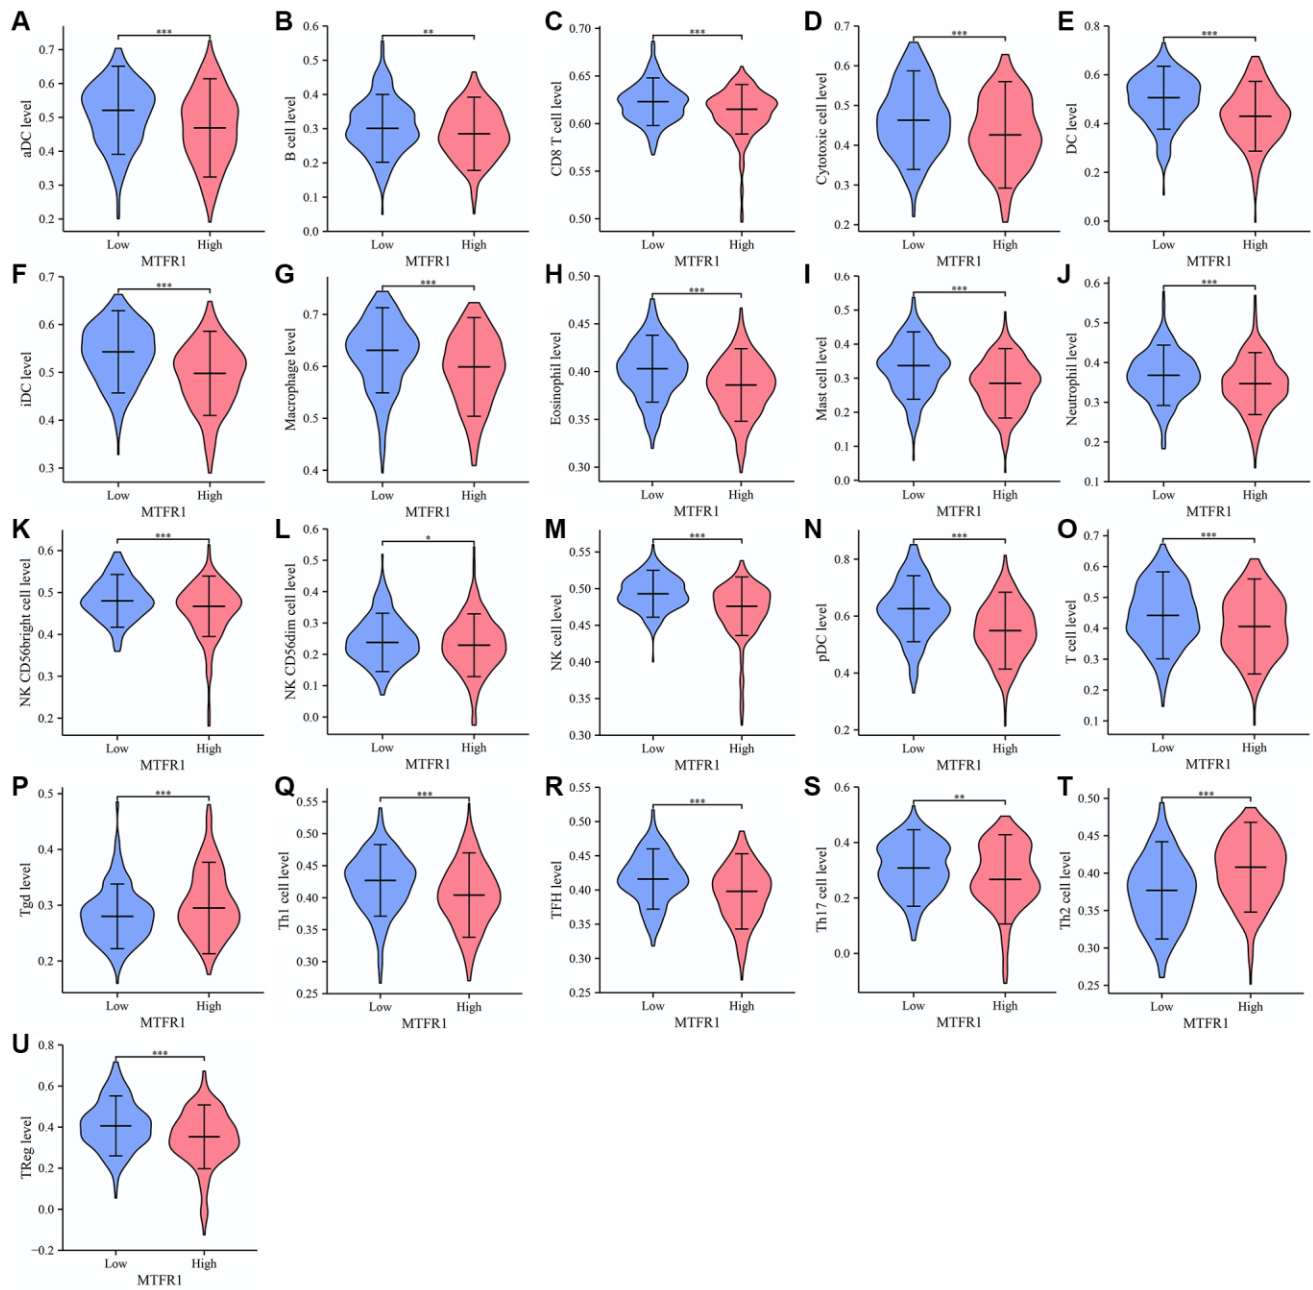 A
aDC level
0.7
0.6
0.5
0.4
0.3
0.2
***
Low
High
MTFR1
B
B cell level
0.6
0.5
0.4
0.3
0.2
0.1
0.0
**
Low
High
MTFR1
C
CD8 T cell level
0.70
0.65
0.60
0.55
0.50
***
Low
High
MTFR1
D
Cytotoxic cell level
0.7
0.6
0.5
0.4
0.3
0.2
***
Low
High
MTFR1
E
DC level
0.8
0.6
0.4
0.2
0.0
***
Low
High
MTFR1
F
iDC level
0.7
0.6
0.5
0.4
0.3
***
Low
High
MTFR1
G
Macrophage level
0.7
0.6
0.5
0.4
***
Low
High
MTFR1
H
Eosinophil level
0.50
0.45
0.40
0.35
0.30
***
Low
High
MTFR1
I
Mast cell level
0.6
0.5
0.4
0.3
0.2
0.1
0.0
***
Low
High
MTFR1
J
Neutrophil level
0.6
0.5
0.4
0.3
0.2
0.1
***
Low
High
MTFR1
K
NK CD56bright cell level
0.6
0.5
0.4
0.3
0.2
***
Low
High
MTFR1
L
NK CD56dim cell level
0.6
0.5
0.4
0.3
0.2
0.1
0.0
*
Low
High
MTFR1
M
NK cell level
0.55
0.50
0.45
0.40
0.35
0.30
***
Low
High
MTFR1
N
pDC level
0.8
0.6
0.4
0.2
***
Low
High
MTFR1
O
T cell level
0.7
0.6
0.5
0.4
0.3
0.2
0.1
***
Low
High
MTFR1
P
Tgd level
0.5
0.4
0.3
0.2
***
Low
High
MTFR1
Q
Th1 cell level
0.55
0.50
0.45
0.40
0.35
0.30
0.25
***
Low
High
MTFR1
R
TFH level
0.55
0.50
0.45
0.40
0.35
0.30
0.25
***
Low
High
MTFR1
S
Th17 cell level
0.6
0.4
0.2
0.0
**
Low
High
MTFR1
T
Th2 cell level
0.50
0.45
0.40
0.35
0.30
0.25
***
Low
High
MTFR1
U
TReg level
0.8
0.6
0.4
0.2
0.0
−0.2
***
Low
High
MTFR1